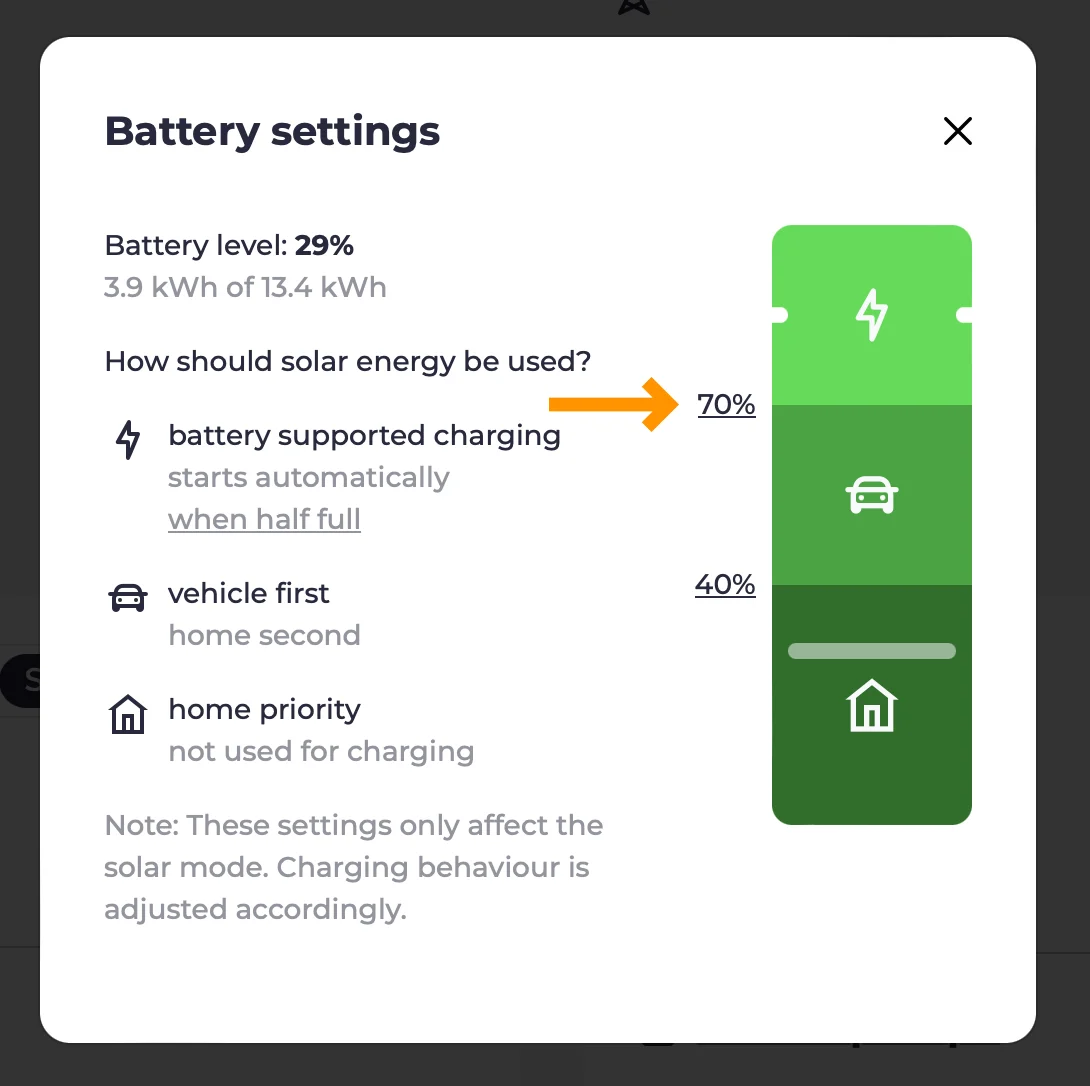 Battery settings
Battery level: 29%
3.9 kWh of 13.4 kWh
How should solar energy be used?
70%
battery supported charging
starts automatically
when half full
40%
vehicle first
home second
home priority
not used for charging
Note: These settings only affect the
solar mode. Charging behaviour is
adjusted accordingly.